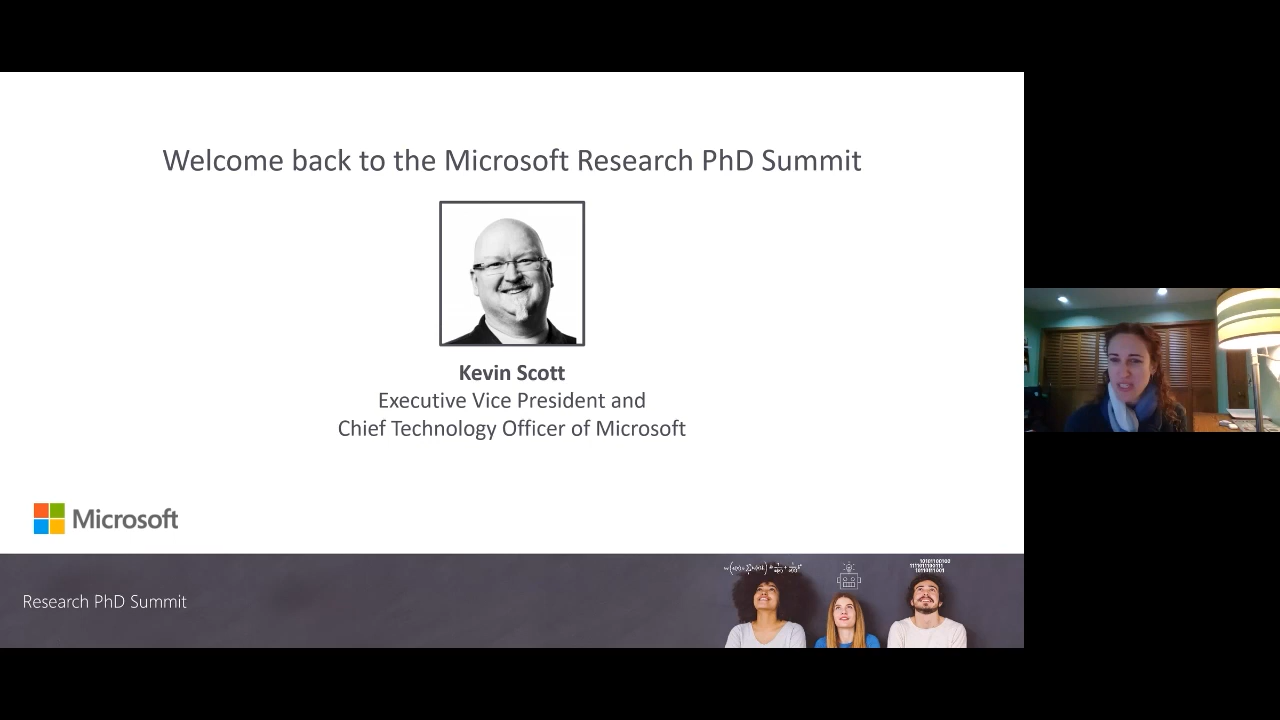 Welcome back to the Microsoft Research PhD Summit
Kevin Scott
Executive Vice President and
Chief Technology Officer of Microsoft
Microsoft
Research PhD Summit
10101100100